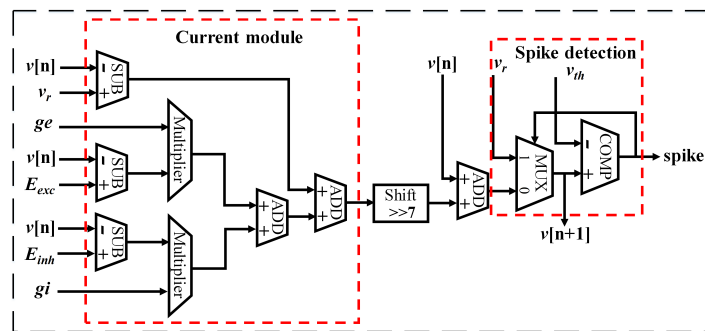 Current module
v[n]
- SUB
v_r
+
ge
Multiplier
v[n]
- SUB
E_exc
+
v[n]
- SUB
E_inh
+
Multiplier
gi
+ ADD
+
+ ADD
+
Shift
>>7
v[n]
+ ADD
+
Spike detection
v_r
v_th
1 MUX
0
- COMP
+
spike
v[n+1]